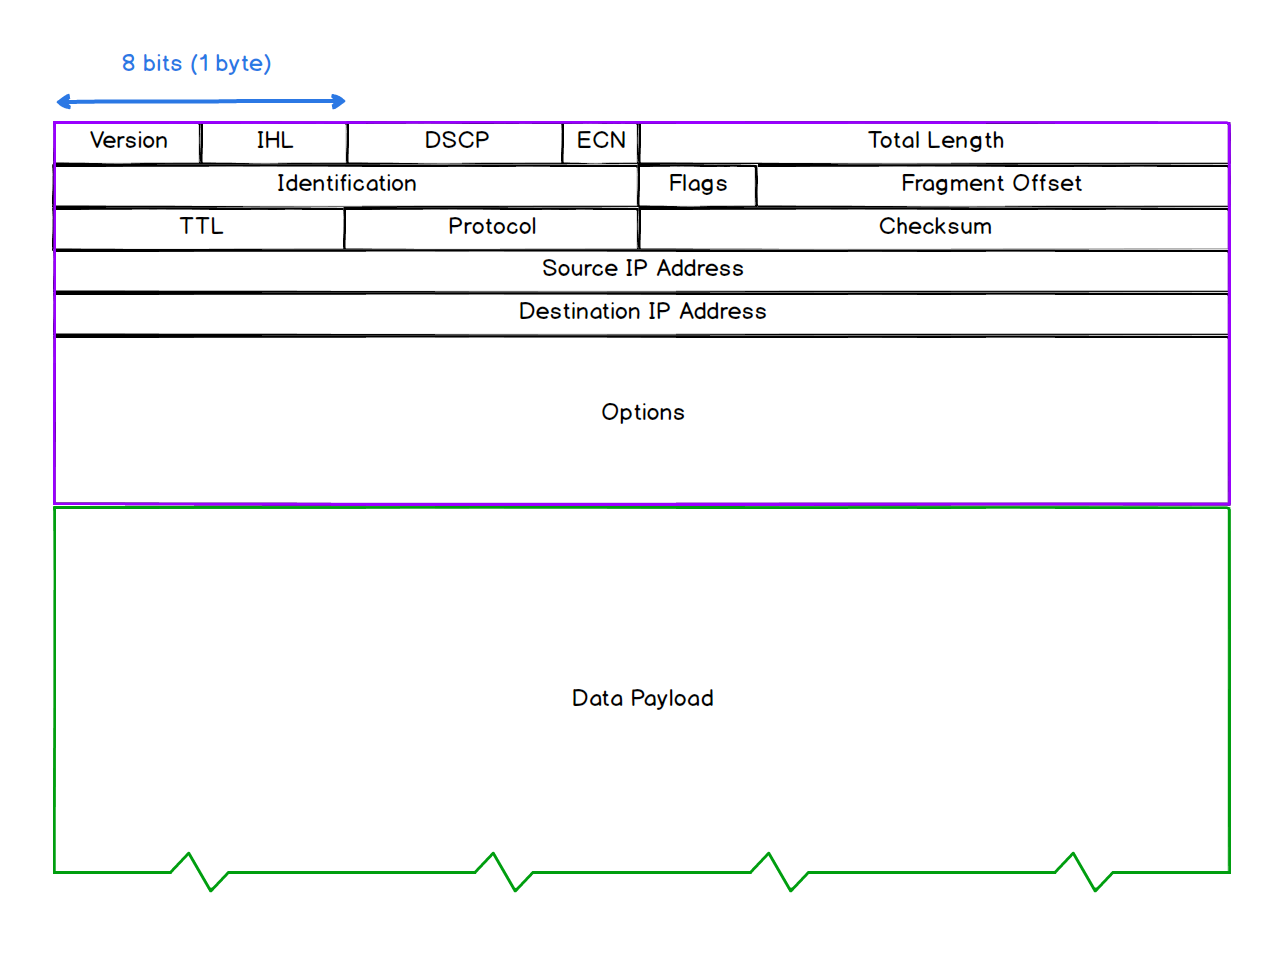 8 bits (1 byte)
Version IHL DSCP ECN Total Length
Identification Flags Fragment Offset
TTL Protocol Checksum
Source IP Address
Destination IP Address
Options
Data Payload